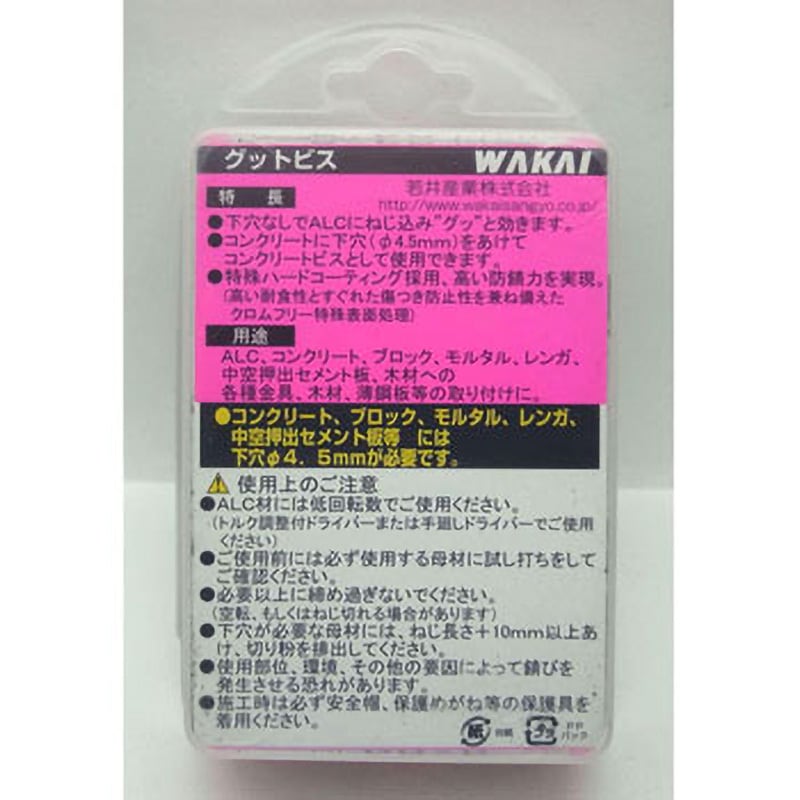 グットビス WAKAI
特長 若井産業株式会社
http://www.wakaisangyo.co.jp/
●下穴なしでALCにねじ込み"グッ"と効きます。
●コンクリートに下穴(φ4.5mm)をあけて
コンクリートビスとして使用できます。
●特殊ハードコーティング採用、高い防錆力を実現。
(高い耐食性とすぐれた傷つき防止性を兼ね備えた
クロムフリー特殊表面処理)
用途
ALC、コンクリート、ブロック、モルタル、レンガ、
中空押出セメント板、木材への
各種金具、木材、薄鋼板等の取り付けに。
●コンクリート、ブロック、モルタル、レンガ、
中空押出セメント板等 には
下穴φ4.5mmが必要です。
使用上のご注意
●ALC材には低回転数でご使用ください。
(トルク調整付ドライバーまたは手廻しドライバーでご使用
ください)
●ご使用前には必ず使用する母材に試し打ちをして
ご確認ください。
●必要以上に締め過ぎないでください。
(空転、もしくはねじ切れる場合があります)
●下穴が必要な母材には、ねじ長さ+10mm以上あ
け、切り粉を排出してください。
●使用部位、環境、その他の要因によって錆びを
発生させる恐れがあります。
●施工時は必ず安全帽、保護めがね等の保護具を
着用ください。
紙 台紙 プラ PP
パック